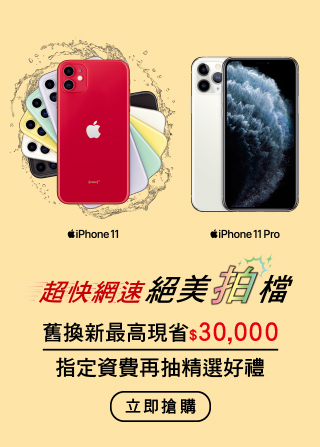 iPhone 11
iPhone 11 Pro
超快網速 絕美拍檔
舊換新最高現省$30,000
指定資費再抽精選好禮
立即搶購